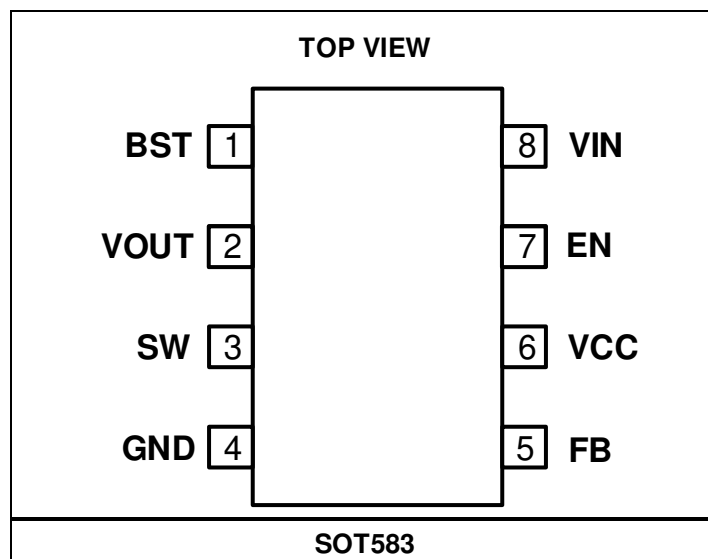 TOP VIEW
BST 1 8 VIN
VOUT 2 7 EN
SW 3 6 VCC
GND 4 5 FB
SOT583